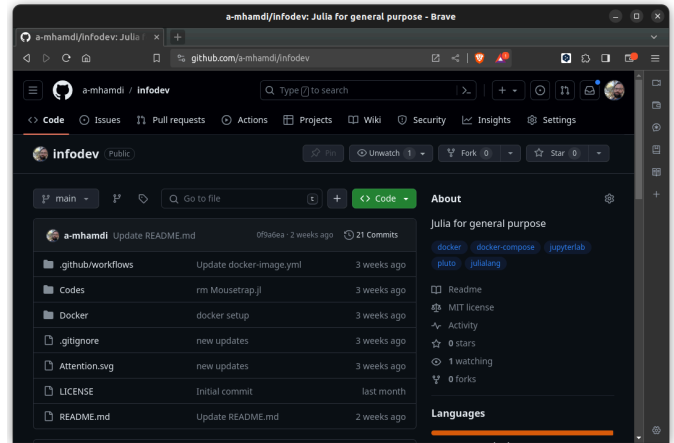 a-mhamdi/infodev: Julia for general purpose - Brave
a-mhamdi/infodev: Julia f
github.com/a-mhamdi/infodev
a-mhamdi / infodev
Type / to search
Code
Issues
Pull requests
Actions
Projects
Wiki
Security
Insights
Settings
infodev Public
Pin
Unwatch 1
Fork 0
Star 0
main
Go to file
t
Code
About
Julia for general purpose
a-mhamdi Update README.md 0f9a6ea · 2 weeks ago 21 Commits
docker docker-compose jupyterlab
pluto julialang
.github/workflows Update docker-image.yml 3 weeks ago
Codes rm Mousetrap.jl 3 weeks ago
Docker docker setup 3 weeks ago
.gitignore new updates 3 weeks ago
Attention.svg new updates 3 weeks ago
LICENSE Initial commit last month
README.md Update README.md 2 weeks ago
Readme
MIT license
Activity
0 stars
1 watching
0 forks
Languages